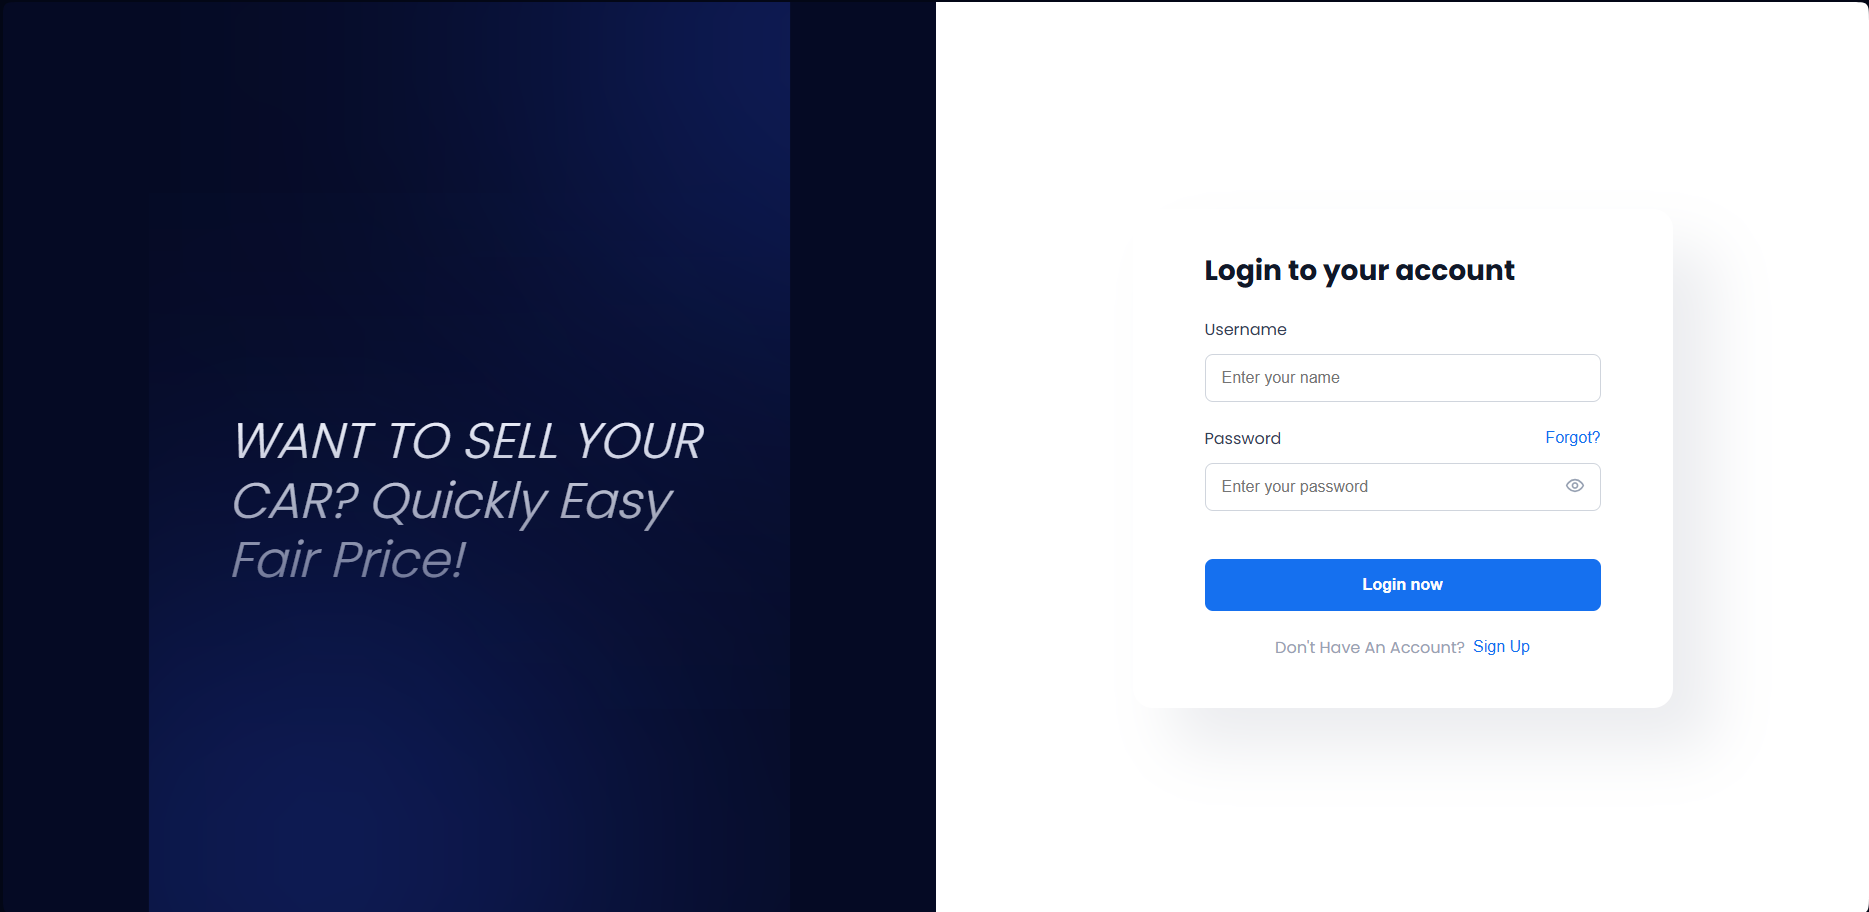 WANT TO SELL YOUR
CAR? Quickly Easy
Fair Price!
Login to your account
Username
Enter your name
Password Forgot?
Enter your password
Login now
Don't Have An Account? Sign Up